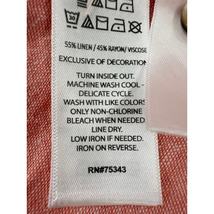 55% LINEN / 45% RAYON/ VISCOSE
EXCLUSIVE OF DECORATION
TURN INSIDE OUT.
MACHINE WASH COOL -
DELICATE CYCLE.
WASH WITH LIKE COLORS
ONLY NON-CHLORINE
BLEACH WHEN NEEDED.
LINE DRY.
LOW IRON IF NEEDED.
IRON ON REVERSE.
RN#75343